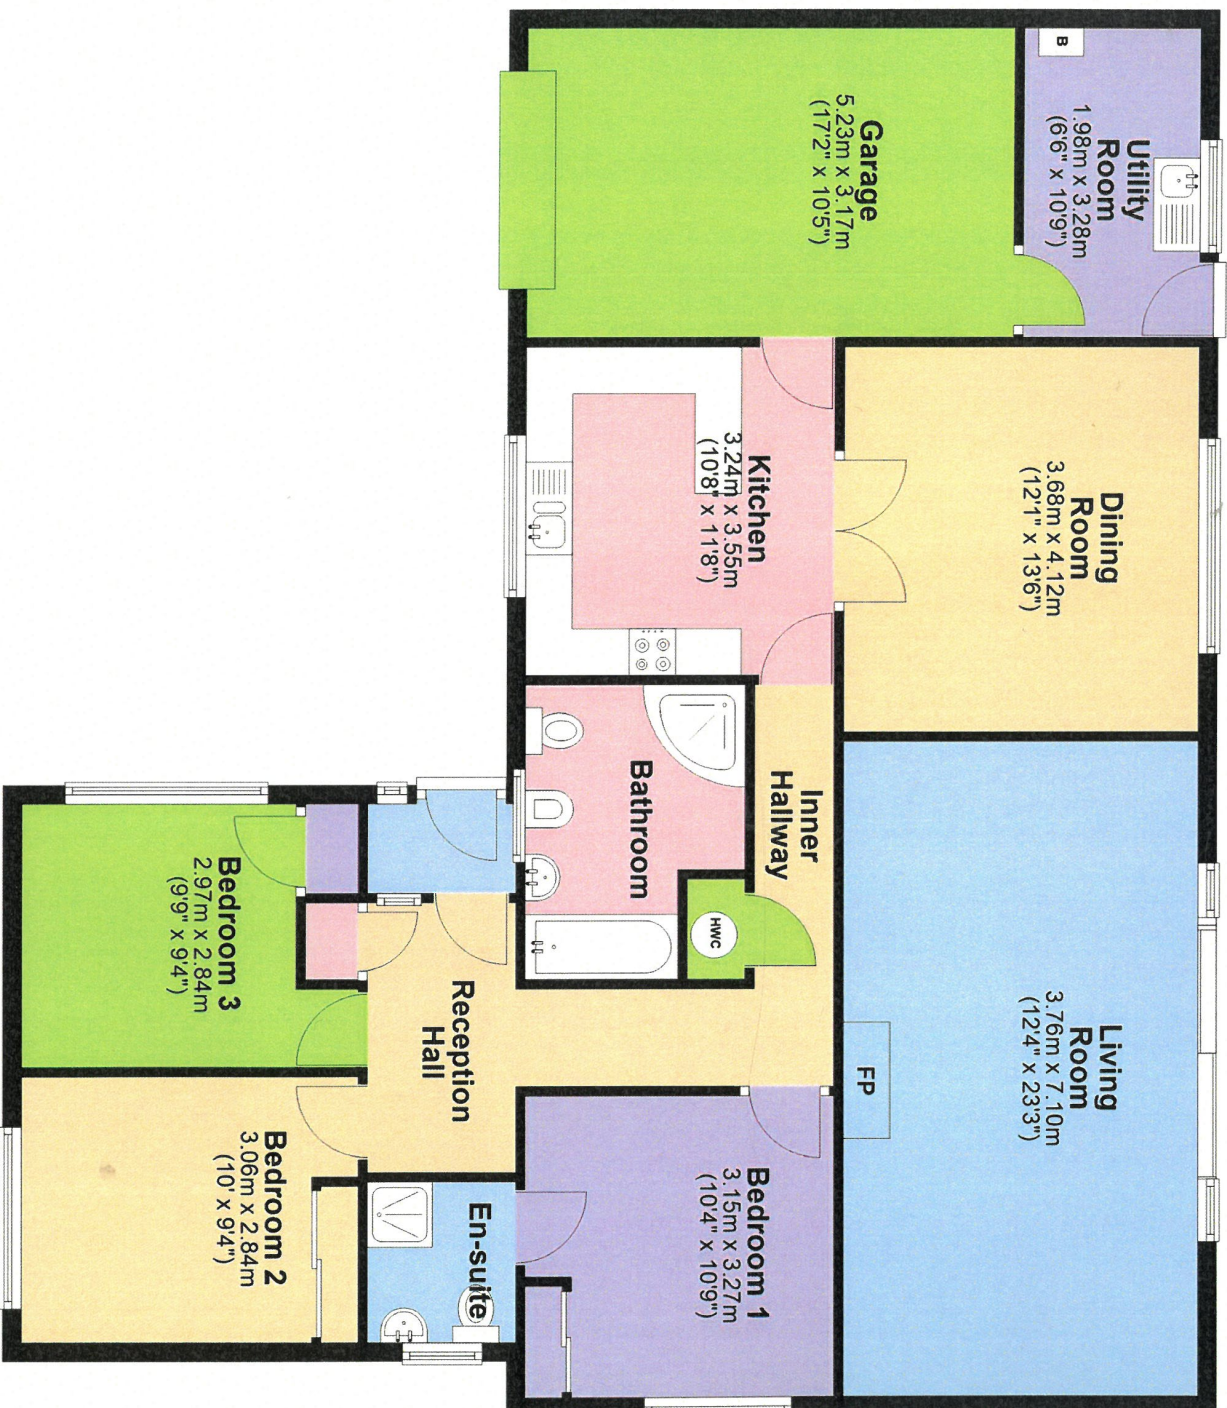 Utility
Room
1.98m x 3.28m
(6'6" x 10'9")
B
Garage
5.23m x 3.17m
(17'2" x 10'5")
Dining
Room
3.68m x 4.12m
(12'1" x 13'6")
Kitchen
3.24m x 3.55m
(10'8" x 11'8")
Living
Room
3.76m x 7.10m
(12'4" x 23'3")
FP
Inner
Hallway
Bathroom
HWC
Reception
Hall
Bedroom 1
3.15m x 3.27m
(10'4" x 10'9")
En-suite
Bedroom 3
2.97m x 2.84m
(9'9" x 9'4")
Bedroom 2
3.06m x 2.84m
(10' x 9'4")